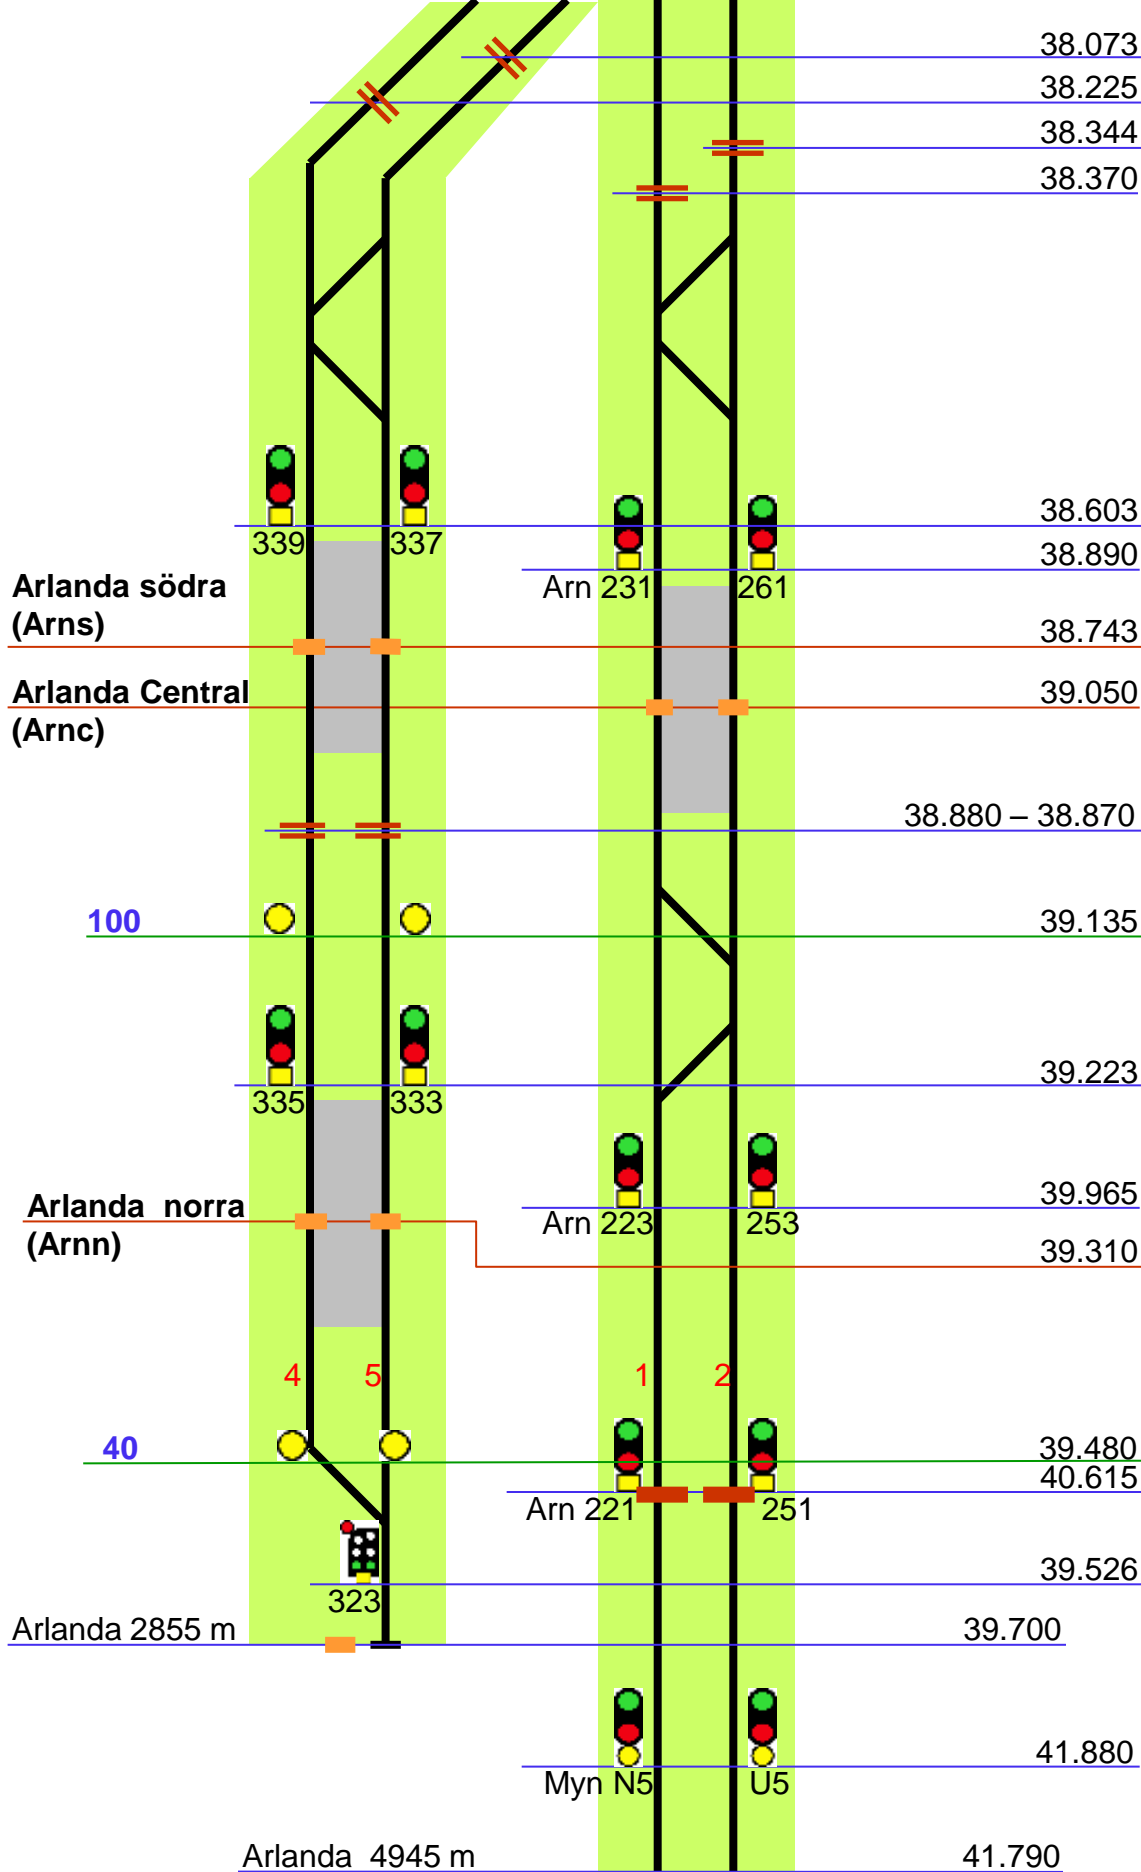 38.073
38.225
38.344
38.370
38.603
339 337
38.890
Arn 231 261
Arlanda södra
(Arns)
38.743
Arlanda Central
(Arnc)
39.050
38.880 – 38.870
100
39.135
39.223
335 333
39.965
Arn 223 253
Arlanda norra
(Arnn)
39.310
4 5 1 2
40
39.480
40.615
Arn 221 251
39.526
323
Arlanda 2855 m
39.700
41.880
Myn N5 U5
Arlanda 4945 m
41.790